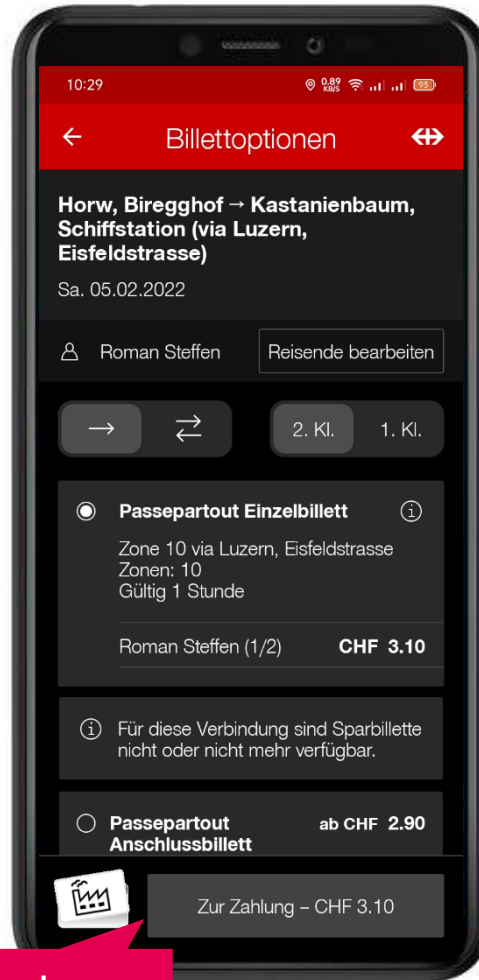 10:29
0.89 KB/S 93
Billettoptionen
Horw, Biregghof → Kastanienbaum,
Schiffstation (via Luzern,
Eisfeldstrasse)
Sa. 05.02.2022
Roman Steffen
Reisende bearbeiten
2. Kl. 1. Kl.
Passepartout Einzelbillett
Zone 10 via Luzern, Eisfeldstrasse
Zonen: 10
Gültig 1 Stunde
Roman Steffen (1/2) CHF 3.10
Für diese Verbindung sind Sparbillette
nicht oder nicht mehr verfügbar.
Passepartout ab CHF 2.90
Anschlussbillett
Zur Zahlung – CHF 3.10